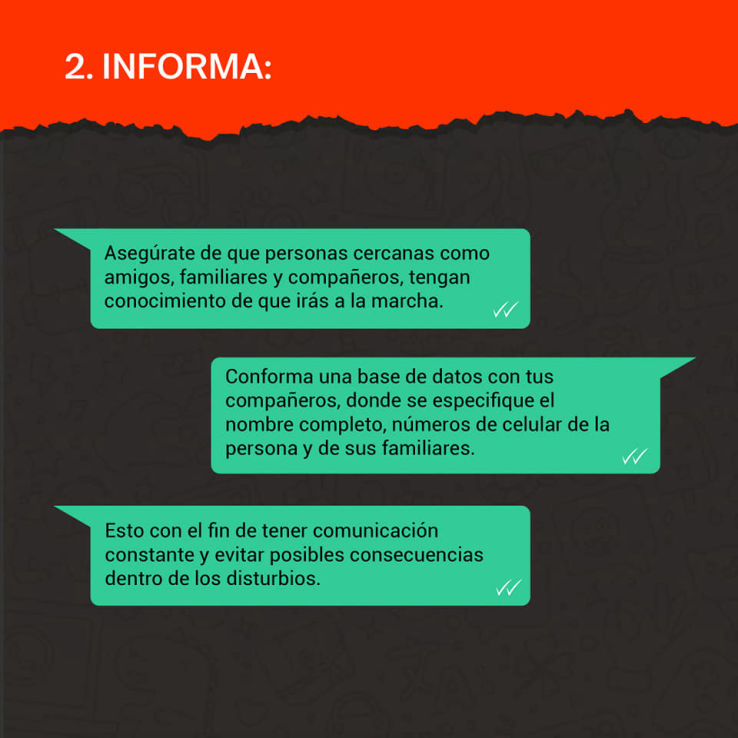 2. INFORMA:
Asegúrate de que personas cercanas como
amigos, familiares y compañeros, tengan
conocimiento de que irás a la marcha.
Conforma una base de datos con tus
compañeros, donde se especifique el
nombre completo, números de celular de la
persona y de sus familiares.
Esto con el fin de tener comunicación
constante y evitar posibles consecuencias
dentro de los disturbios.